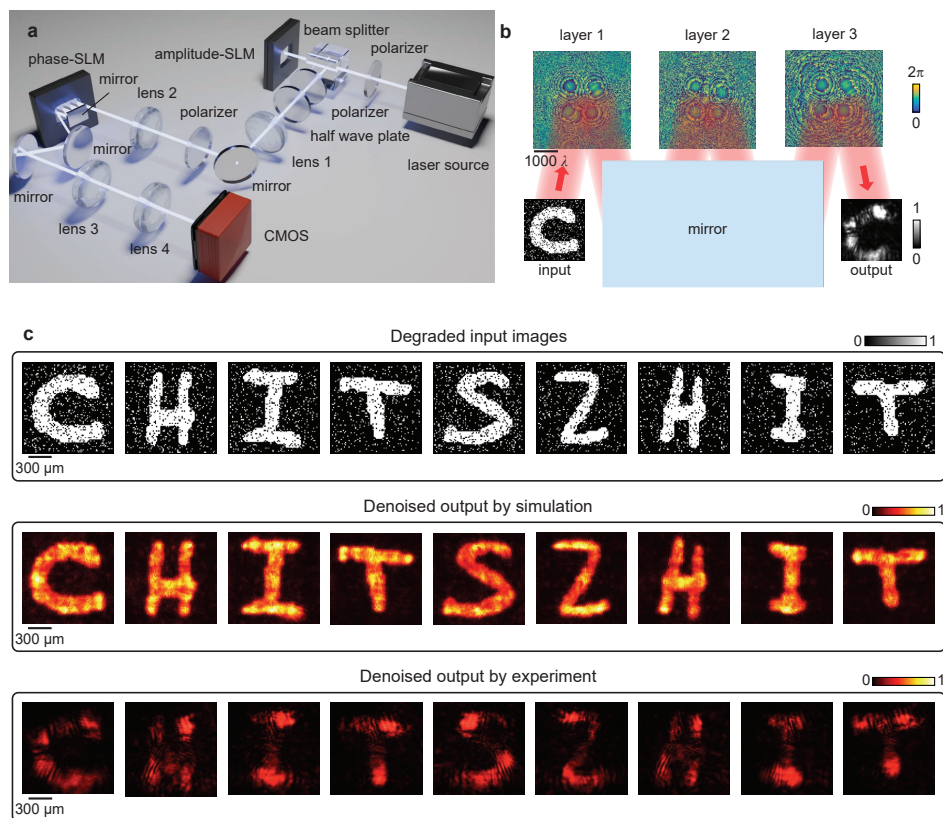 a
beam splitter
amplitude-SLM
polarizer
phase-SLM
mirror
lens 2
polarizer
polarizer
half wave plate
mirror
lens 1
laser source
mirror
mirror
lens 3
CMOS
lens 4
b
layer 1
layer 2
layer 3
2π
0
1000 λ
mirror
1
0
input
output
C
c
Degraded input images
0 1
C H I T S Z H I T
300 µm
Denoised output by simulation
0 1
C H I T S Z H I T
300 µm
Denoised output by experiment
0 1
C H I T S Z H I T
300 µm